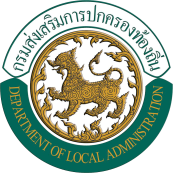 กรมส่งเสริมการปกครองท้องถิ่น
DEPARTMENT OF LOCAL ADMINISTRATION